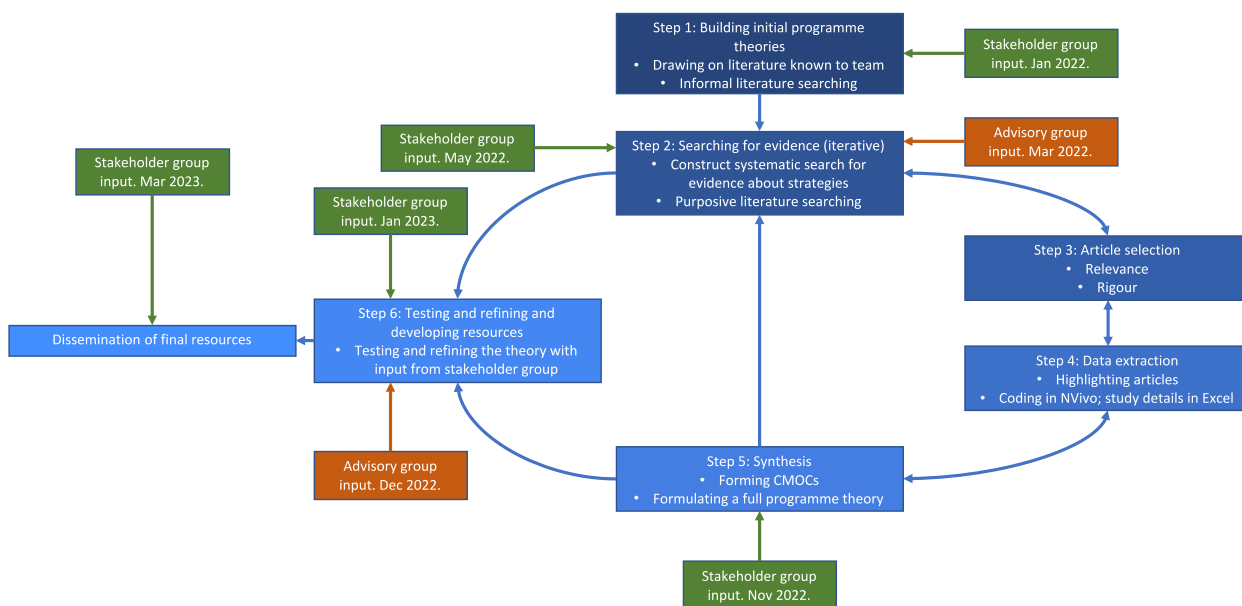 Step 1: Building initial programme
theories
• Drawing on literature known to team
• Informal literature searching
Stakeholder group
input. Jan 2022.
Stakeholder group
input. May 2022.
Step 2: Searching for evidence (iterative)
• Construct systematic search for
evidence about strategies
• Purposive literature searching
Advisory group
input. Mar 2022.
Stakeholder group
input. Mar 2023.
Stakeholder group
input. Jan 2023.
Step 3: Article selection
• Relevance
• Rigour
Dissemination of final resources
Step 6: Testing and refining and
developing resources
• Testing and refining the theory with
input from stakeholder group
Step 4: Data extraction
• Highlighting articles
• Coding in NVivo; study details in Excel
Advisory group
input. Dec 2022.
Step 5: Synthesis
• Forming CMOCs
• Formulating a full programme theory
Stakeholder group
input. Nov 2022.